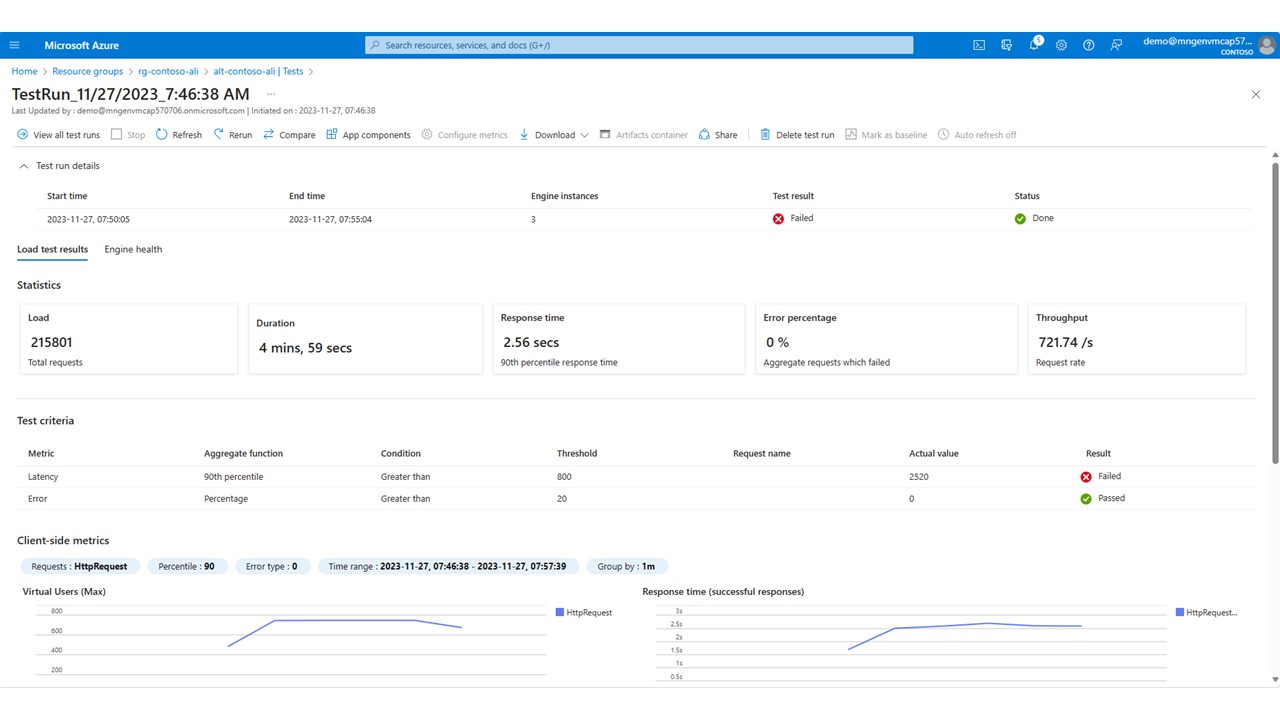 Microsoft Azure
Search resources, services, and docs (G+/)
5
demo@mngenvmcap57...
CONTOSO
Home > Resource groups > rg-contoso-ali > alt-contoso-ali | Tests >
TestRun_11/27/2023_7:46:38 AM ...
Last Updated by : demo@mngenvmcap570706.onmicrosoft.com | Initiated on : 2023-11-27, 07:46:38
View all test runs Stop Refresh Rerun Compare App components Configure metrics Download Artifacts container Share Delete test run Mark as baseline Auto refresh off
Test run details
Start time End time Engine instances Test result Status
2023-11-27, 07:50:05 2023-11-27, 07:55:04 3 Failed Done
Load test results Engine health
Statistics
Load
215801
Total requests
Duration
4 mins, 59 secs
Response time
2.56 secs
90th percentile response time
Error percentage
0 %
Aggregate requests which failed
Throughput
721.74 /s
Request rate
Test criteria
Metric Aggregate function Condition Threshold Request name Actual value Result
Latency 90th percentile Greater than 800 2520 Failed
Error Percentage Greater than 20 0 Passed
Client-side metrics
Requests : HttpRequest Percentile : 90 Error type : 0 Time range : 2023-11-27, 07:46:38 - 2023-11-27, 07:57:39 Group by : 1m
Virtual Users (Max)
800
600
400
200
HttpRequest
Response time (successful responses)
3s
2.5s
2s
1.5s
1s
0.5s
HttpRequest...